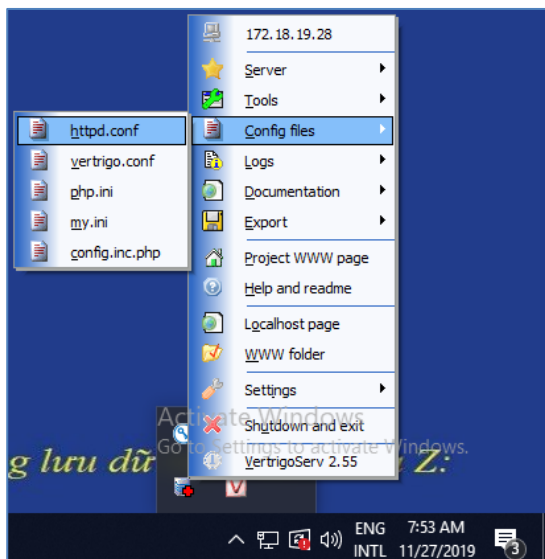 172.18.19.28
Server
Tools
Config files
Logs
Documentation
Export
Project WWW page
Help and readme
Localhost page
WWW folder
Settings
Shutdown and exit
VertrigoServ 2.55
httpd.conf
vertrigo.conf
php.ini
my.ini
config.inc.php
Activate Windows
Go to Settings to activate Windows.
g lưu dữ Z:
ENG 7:53 AM
INTL 11/27/2019
3